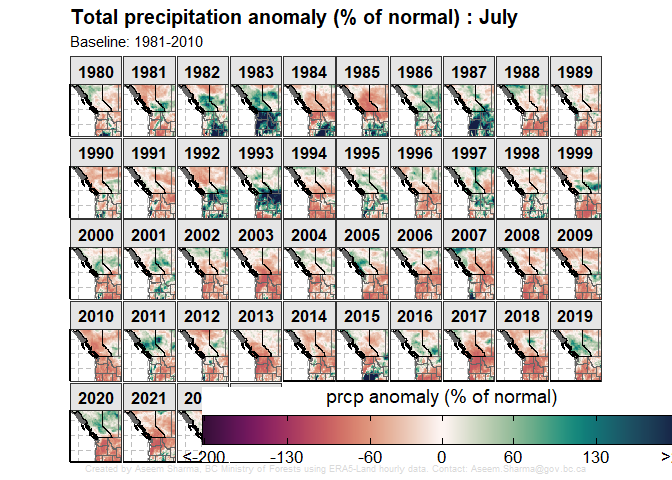 Total precipitation anomaly (% of normal) : July
Baseline: 1981-2010
1980 1981 1982 1983 1984 1985 1986 1987 1988 1989
1990 1991 1992 1993 1994 1995 1996 1997 1998 1999
2000 2001 2002 2003 2004 2005 2006 2007 2008 2009
2010 2011 2012 2013 2014 2015 2016 2017 2018 2019
2020 2021 20
prcp anomaly (% of normal)
<-200 -130 -60 0 60 130 >
Created by Aseem Sharma, BC Ministry of Forests using ERA5-Land hourly data. Contact: Aseem.Sharma@gov.bc.ca